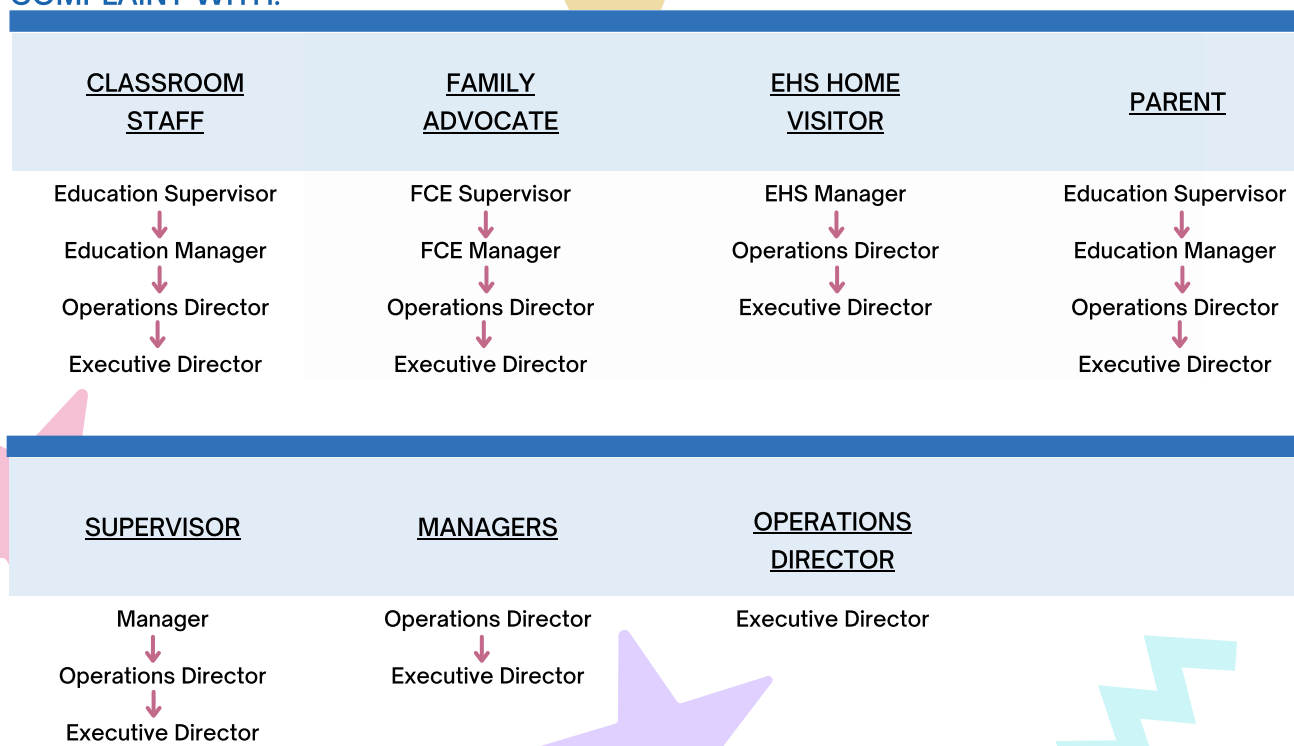 COMPLAINT WITH:
CLASSROOM
STAFF
Education Supervisor
Education Manager
Operations Director
Executive Director
FAMILY
ADVOCATE
FCE Supervisor
FCE Manager
Operations Director
Executive Director
EHS HOME
VISITOR
EHS Manager
Operations Director
Executive Director
PARENT
Education Supervisor
Education Manager
Operations Director
Executive Director
SUPERVISOR
Manager
Operations Director
Executive Director
MANAGERS
Operations Director
Executive Director
OPERATIONS
DIRECTOR
Executive Director